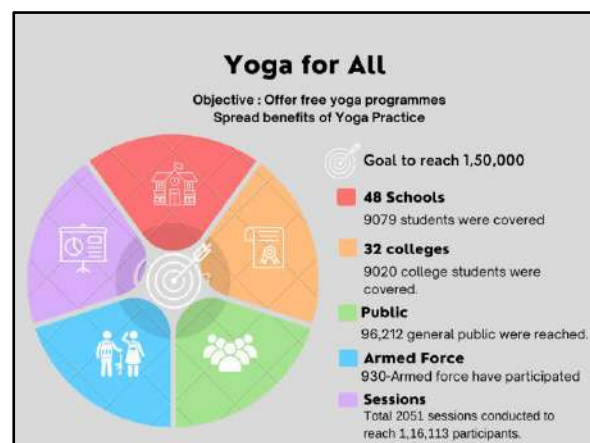 Yoga for All
Objective : Offer free yoga programmes
Spread benefits of Yoga Practice
Goal to reach 1,50,000
48 Schools
9079 students were covered
32 colleges
9020 college students were
covered.
Public
96,212 general public were reached.
Armed Force
930-Armed force have participated
Sessions
Total 2051 sessions conducted to
reach 1,16,113 participants.